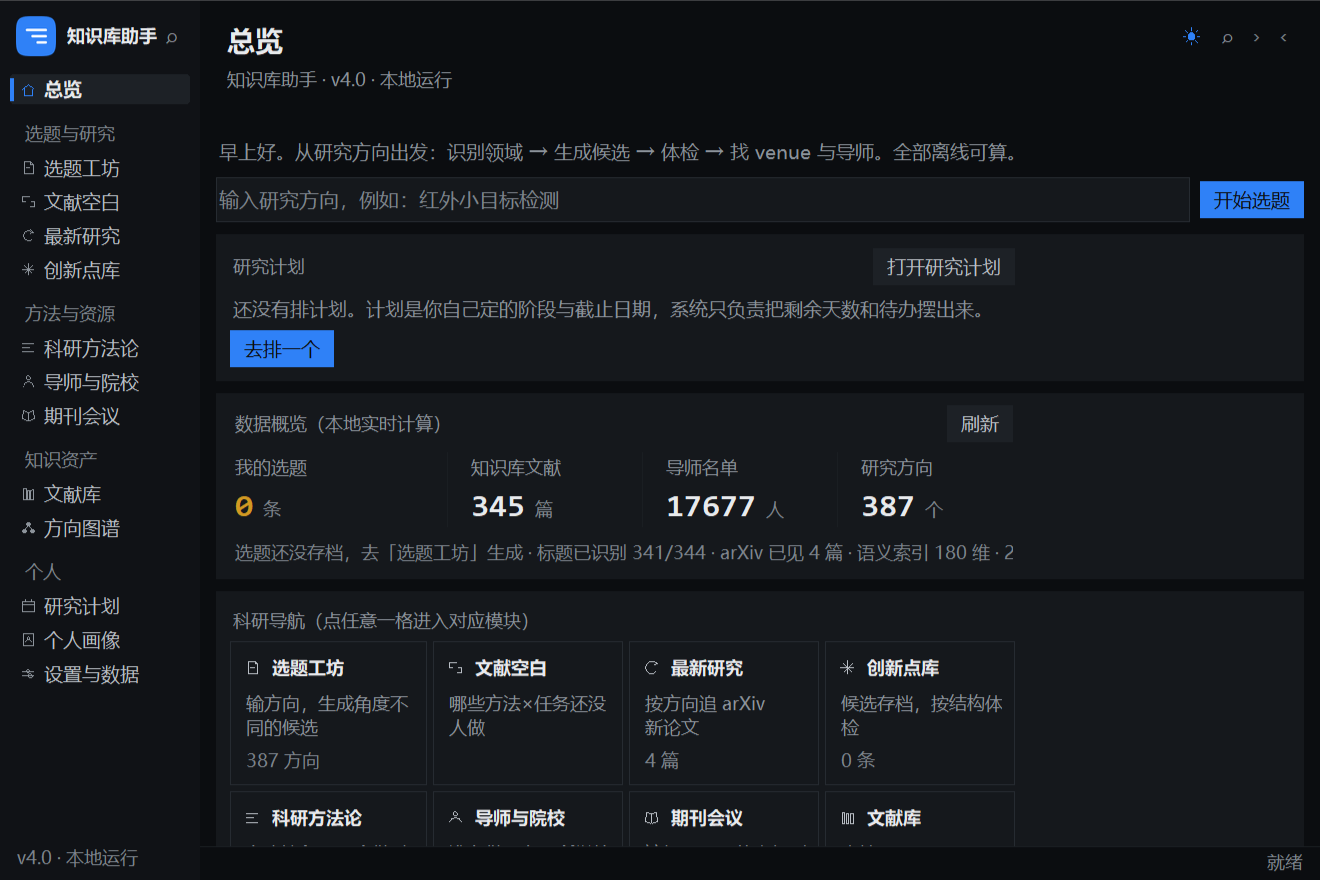 知识库助手
总览
选题与研究
选题工坊
文献空白
最新研究
创新点库
方法与资源
科研方法论
导师与院校
期刊会议
知识资产
文献库
方向图谱
个人
研究计划
个人画像
设置与数据
v4.0 · 本地运行
总览
知识库助手 · v4.0 · 本地运行
早上好。从研究方向出发：识别领域 → 生成候选 → 体检 → 找 venue 与导师。全部离线可算。
输入研究方向，例如：红外小目标检测
开始选题
研究计划
打开研究计划
还没有排计划。计划是你自己定的阶段与截止日期，系统只负责把剩余天数和待办摆出来。
去排一个
数据概览（本地实时计算）
刷新
我的选题
0 条
知识库文献
345 篇
导师名单
17677 人
研究方向
387 个
选题还没存档，去「选题工坊」生成 · 标题已识别 341/344 · arXiv 已见 4 篇 · 语义索引 180 维 · 2
科研导航（点任意一格进入对应模块）
选题工坊
输方向，生成角度不
同的候选
387 方向
文献空白
哪些方法×任务还没
人做
最新研究
按方向追 arXiv
新论文
4 篇
创新点库
候选存档，按结构体
检
0 条
科研方法论
导师与院校
期刊会议
文献库
就绪